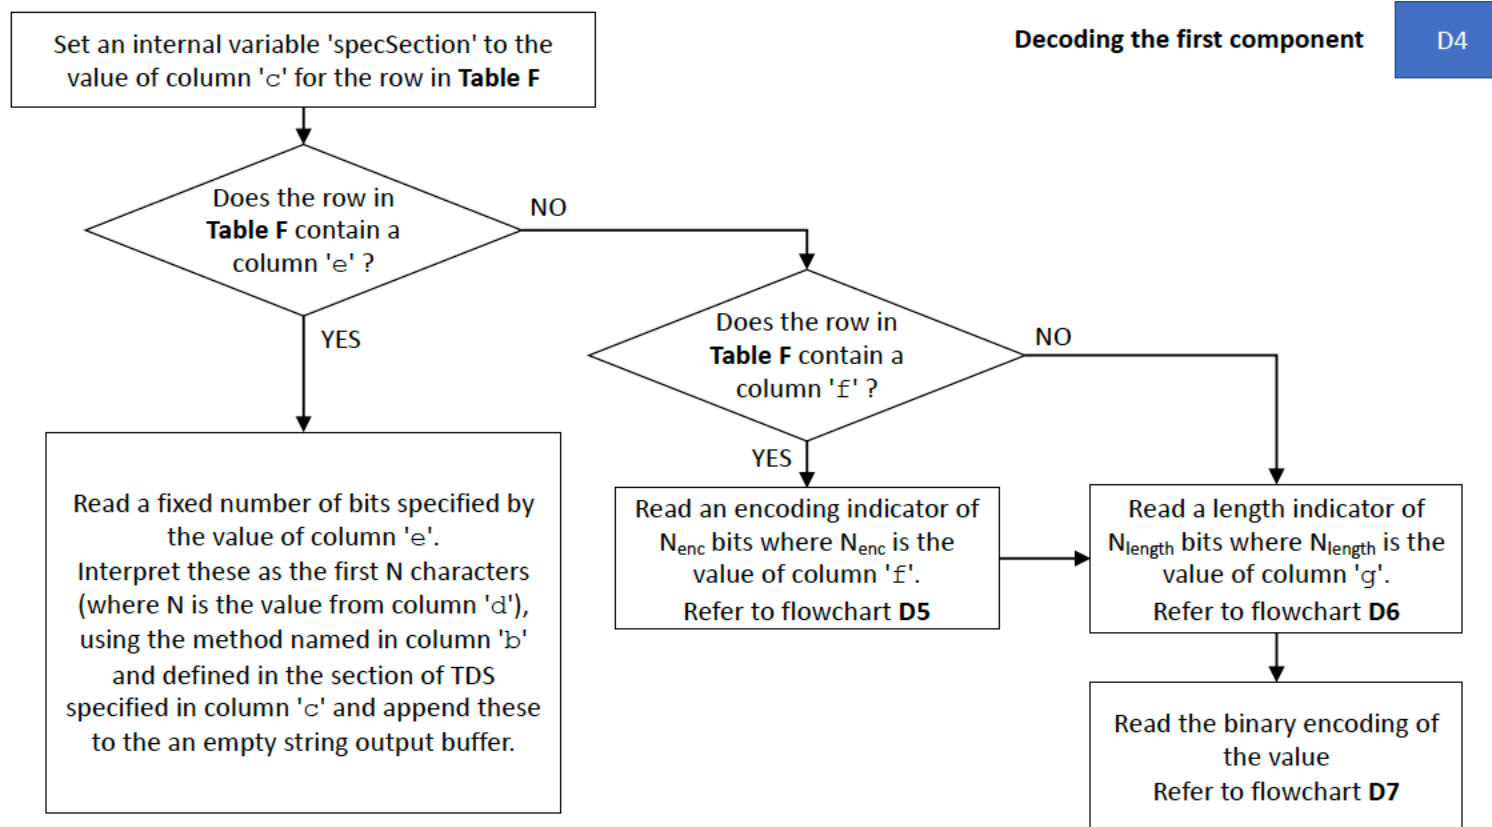 Decoding the first component
D4
Set an internal variable 'specSection' to the
value of column 'c' for the row in Table F
Does the row in
Table F contain a
column 'e' ?
NO
YES
Does the row in
Table F contain a
column 'f' ?
NO
YES
Read a fixed number of bits specified by
the value of column 'e'.
Interpret these as the first N characters
(where N is the value from column 'd'),
using the method named in column 'b'
and defined in the section of TDS
specified in column 'c' and append these
to the an empty string output buffer.
Read an encoding indicator of
Nenc bits where Nenc is the
value of column 'f'.
Refer to flowchart D5
Read a length indicator of
Nlength bits where Nlength is the
value of column 'g'.
Refer to flowchart D6
Read the binary encoding of
the value
Refer to flowchart D7